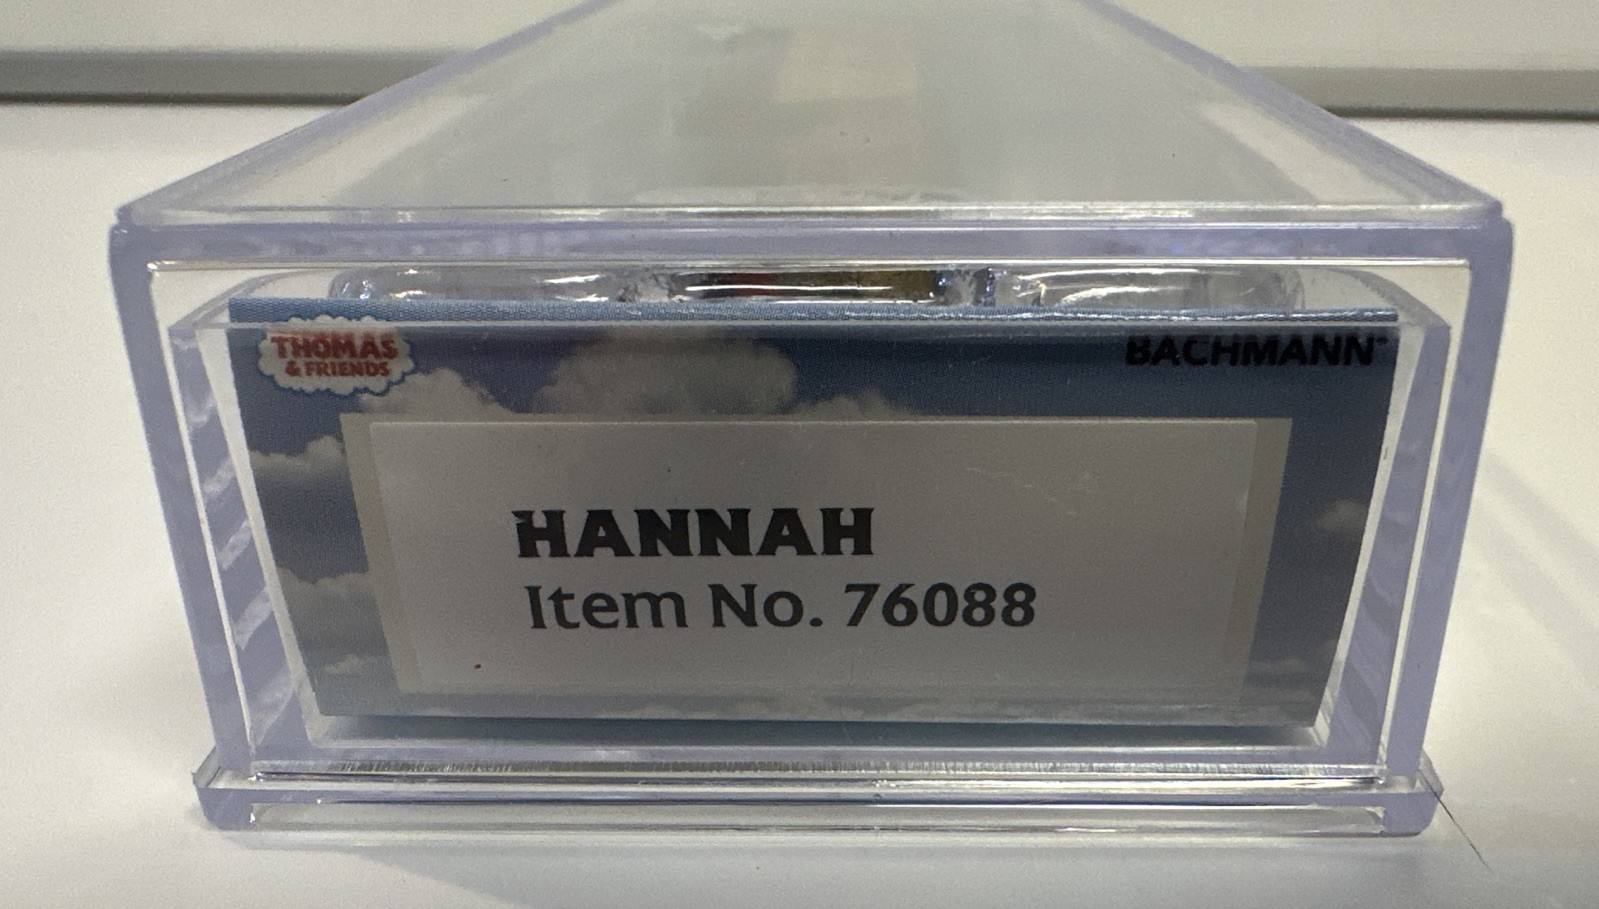 THOMAS
& FRIENDS
BACHMANN®
HANNAH
Item No. 76088